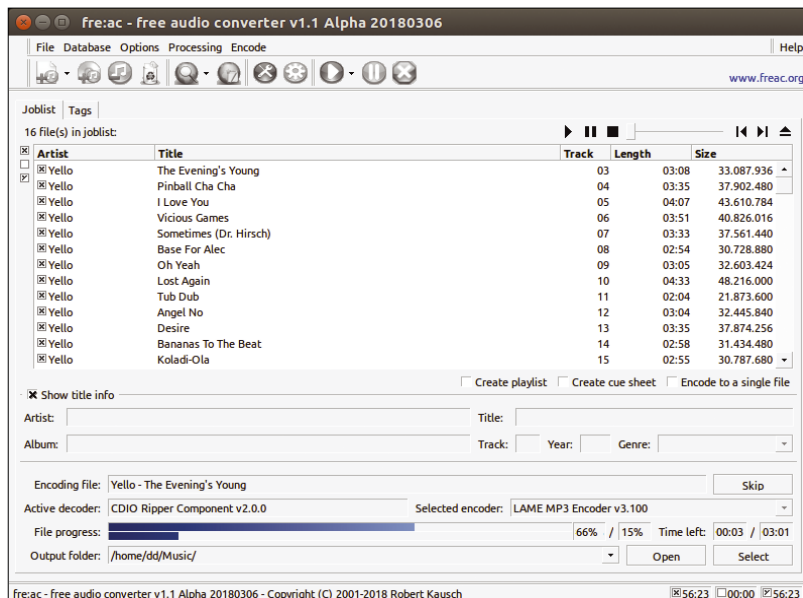 fre:ac - free audio converter v1.1 Alpha 20180306
File Database Options Processing Encode Help
www.freac.org
Joblist Tags
16 file(s) in joblist:
Artist Title Track Length Size
Yello The Evening's Young 03 03:08 33.087.936
Yello Pinball Cha Cha 04 03:35 37.902.480
Yello I Love You 05 04:07 43.610.784
Yello Vicious Games 06 03:51 40.826.016
Yello Sometimes (Dr. Hirsch) 07 03:33 37.561.440
Yello Base For Alec 08 02:54 30.728.880
Yello Oh Yeah 09 03:05 32.603.424
Yello Lost Again 10 04:33 48.216.000
Yello Tub Dub 11 02:04 21.873.600
Yello Angel No 12 03:04 32.445.840
Yello Desire 13 03:35 37.874.256
Yello Bananas To The Beat 14 02:58 31.434.480
Yello Koladi-Ola 15 02:55 30.787.680
Create playlist Create cue sheet Encode to a single file
Show title info
Artist: Title:
Album: Track: Year: Genre:
Encoding file: Yello - The Evening's Young Skip
Active decoder: CDIO Ripper Component v2.0.0 Selected encoder: LAME MP3 Encoder v3.100
File progress: 66% / 15% Time left: 00:03 / 03:01
Output folder: /home/dd/Music/ Open Select
fre:ac - free audio converter v1.1 Alpha 20180306 - Copyright (C) 2001-2018 Robert Kausch 56:23 00:00 56:23